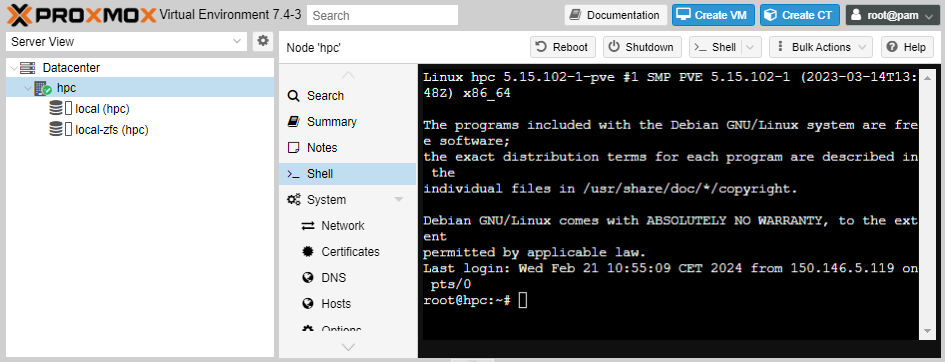 PROXMOX Virtual Environment 7.4-3 Search Documentation Create VM Create CT root@pam
Server View
Datacenter
hpc
local (hpc)
local-zfs (hpc)
Node 'hpc' Reboot Shutdown Shell Bulk Actions Help
Search
Summary
Notes
Shell
System
Network
Certificates
DNS
Hosts
Options
Linux hpc 5.15.102-1-pve #1 SMP PVE 5.15.102-1 (2023-03-14T13:
48Z) x86_64
The programs included with the Debian GNU/Linux system are fre
e software;
the exact distribution terms for each program are described in
the
individual files in /usr/share/doc/*/copyright.
Debian GNU/Linux comes with ABSOLUTELY NO WARRANTY, to the ext
ent
permitted by applicable law.
Last login: Wed Feb 21 10:55:09 CET 2024 from 150.146.5.119 on
pts/0
root@hpc:~#